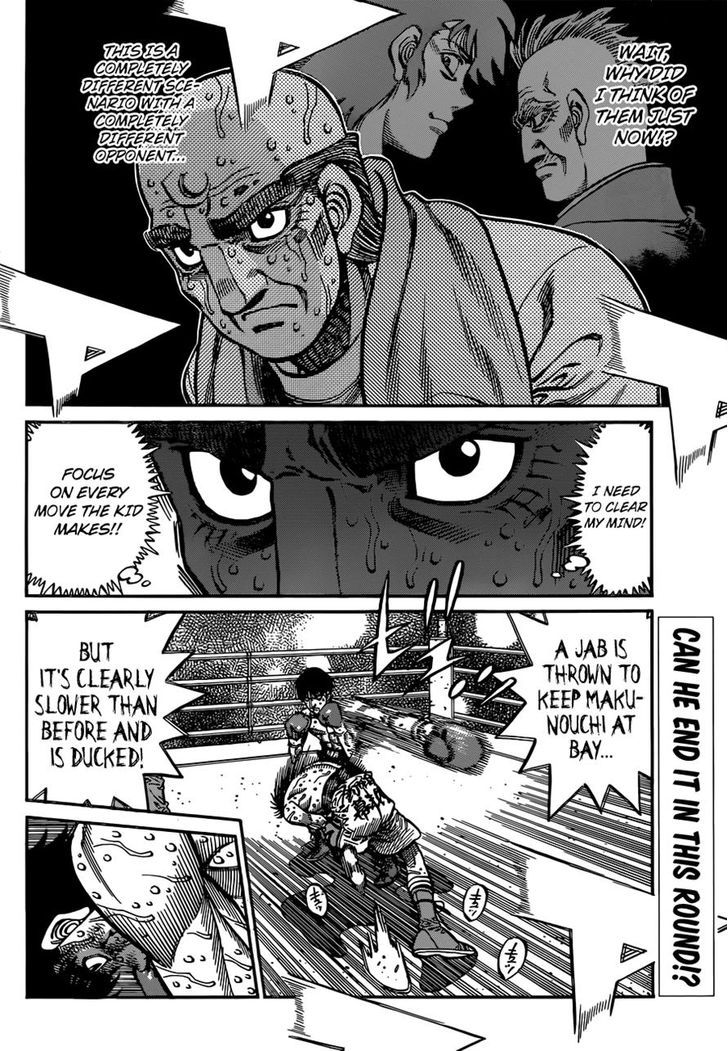 WAIT,
WHY DID
I THINK OF
THEM JUST
NOW!?
THIS IS A
COMPLETELY
DIFFERENT SCE-
NARIO WITH A
COMPLETELY
DIFFERENT
OPPONENT...
I NEED
TO CLEAR
MY MIND!
FOCUS
ON EVERY
MOVE THE KID
MAKES!!
A JAB IS
THROWN TO
KEEP MAKU-
NOUCHI AT
BAY...
BUT
IT'S CLEARLY
SLOWER THAN
BEFORE AND
IS DUCKED!
CAN HE END IT IN THIS ROUND!?